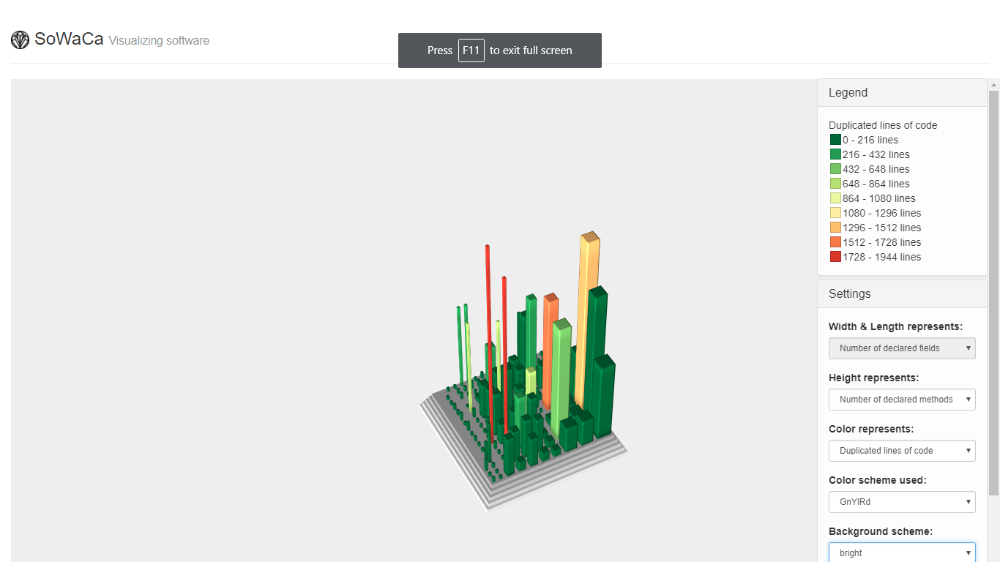 SoWaCa Visualizing software
Press F11 to exit full screen
Legend
Duplicated lines of code
0 - 216 lines
216 - 432 lines
432 - 648 lines
648 - 864 lines
864 - 1080 lines
1080 - 1296 lines
1296 - 1512 lines
1512 - 1728 lines
1728 - 1944 lines
Settings
Width & Length represents:
Number of declared fields
Height represents:
Number of declared methods
Color represents:
Duplicated lines of code
Color scheme used:
GnYlRd
Background scheme:
bright